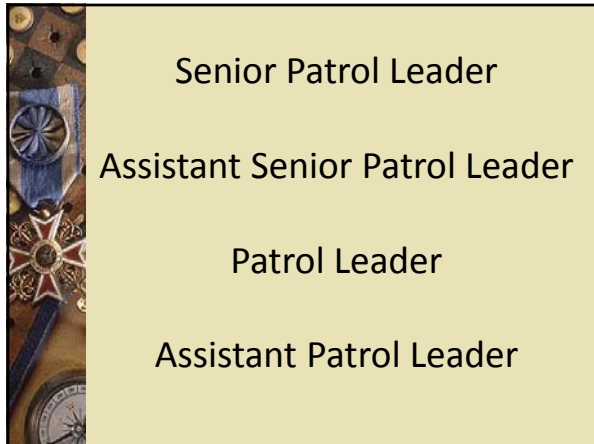 Senior Patrol Leader
Assistant Senior Patrol Leader
Patrol Leader
Assistant Patrol Leader